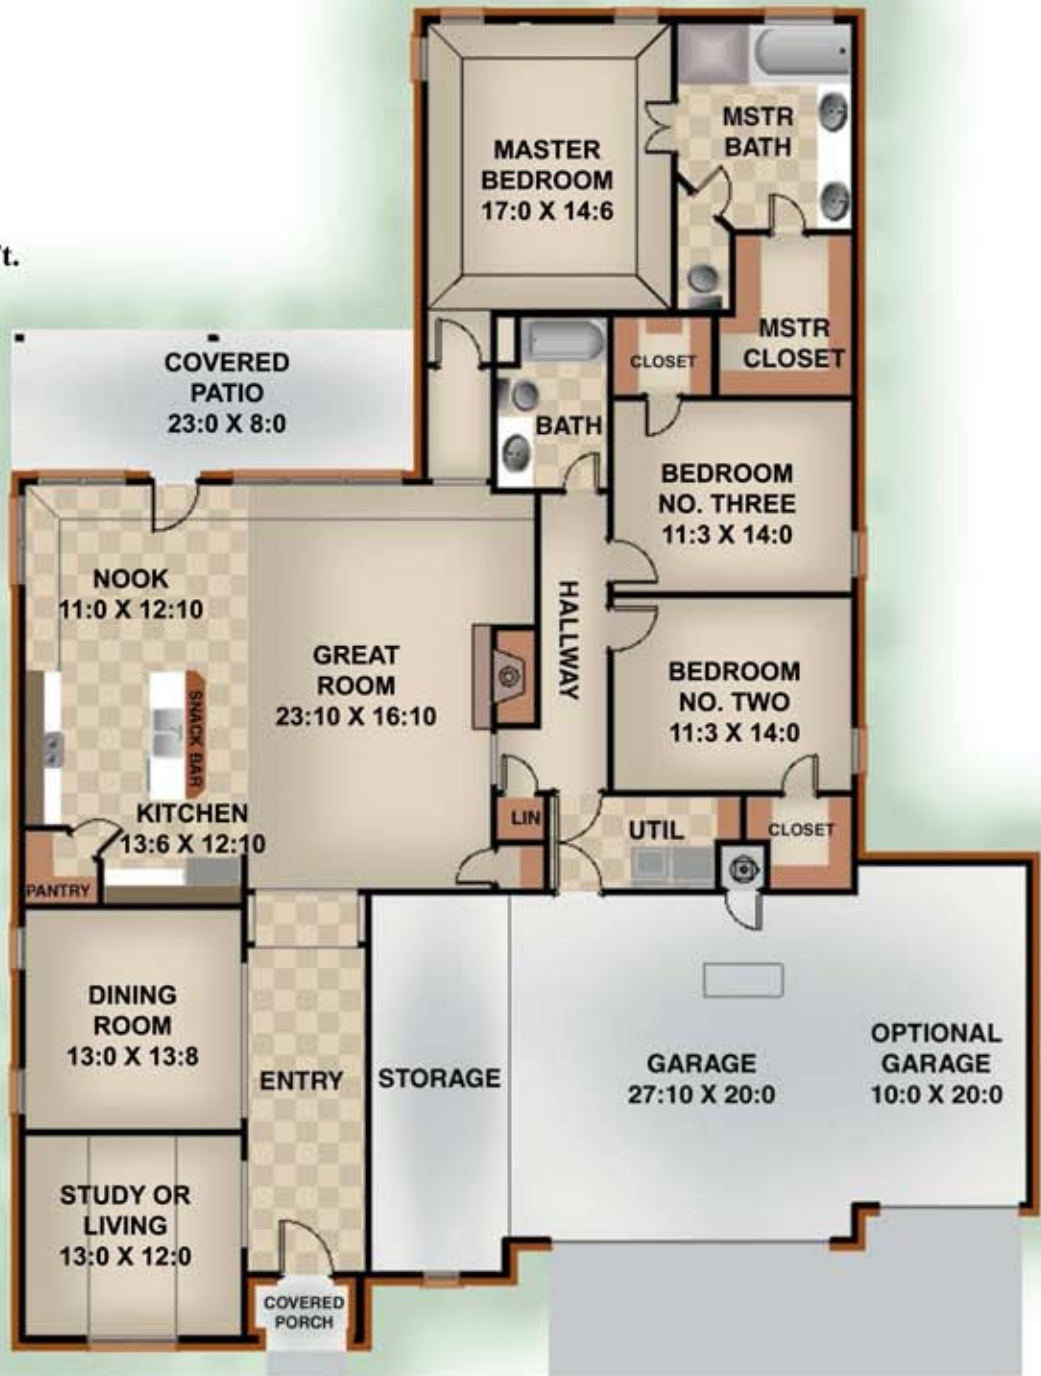 MASTER
BEDROOM
17:0 X 14:6
MSTR
BATH
MSTR
CLOSET
COVERED
PATIO
23:0 X 8:0
CLOSET
BATH
BEDROOM
NO. THREE
11:3 X 14:0
NOOK
11:0 X 12:10
HALLWAY
GREAT
ROOM
23:10 X 16:10
BEDROOM
NO. TWO
11:3 X 14:0
SNACK BAR
KITCHEN
13:6 X 12:10
LIN
UTIL
CLOSET
PANTRY
DINING
ROOM
13:0 X 13:8
ENTRY
STORAGE
GARAGE
27:10 X 20:0
OPTIONAL
GARAGE
10:0 X 20:0
STUDY OR
LIVING
13:0 X 12:0
COVERED
PORCH